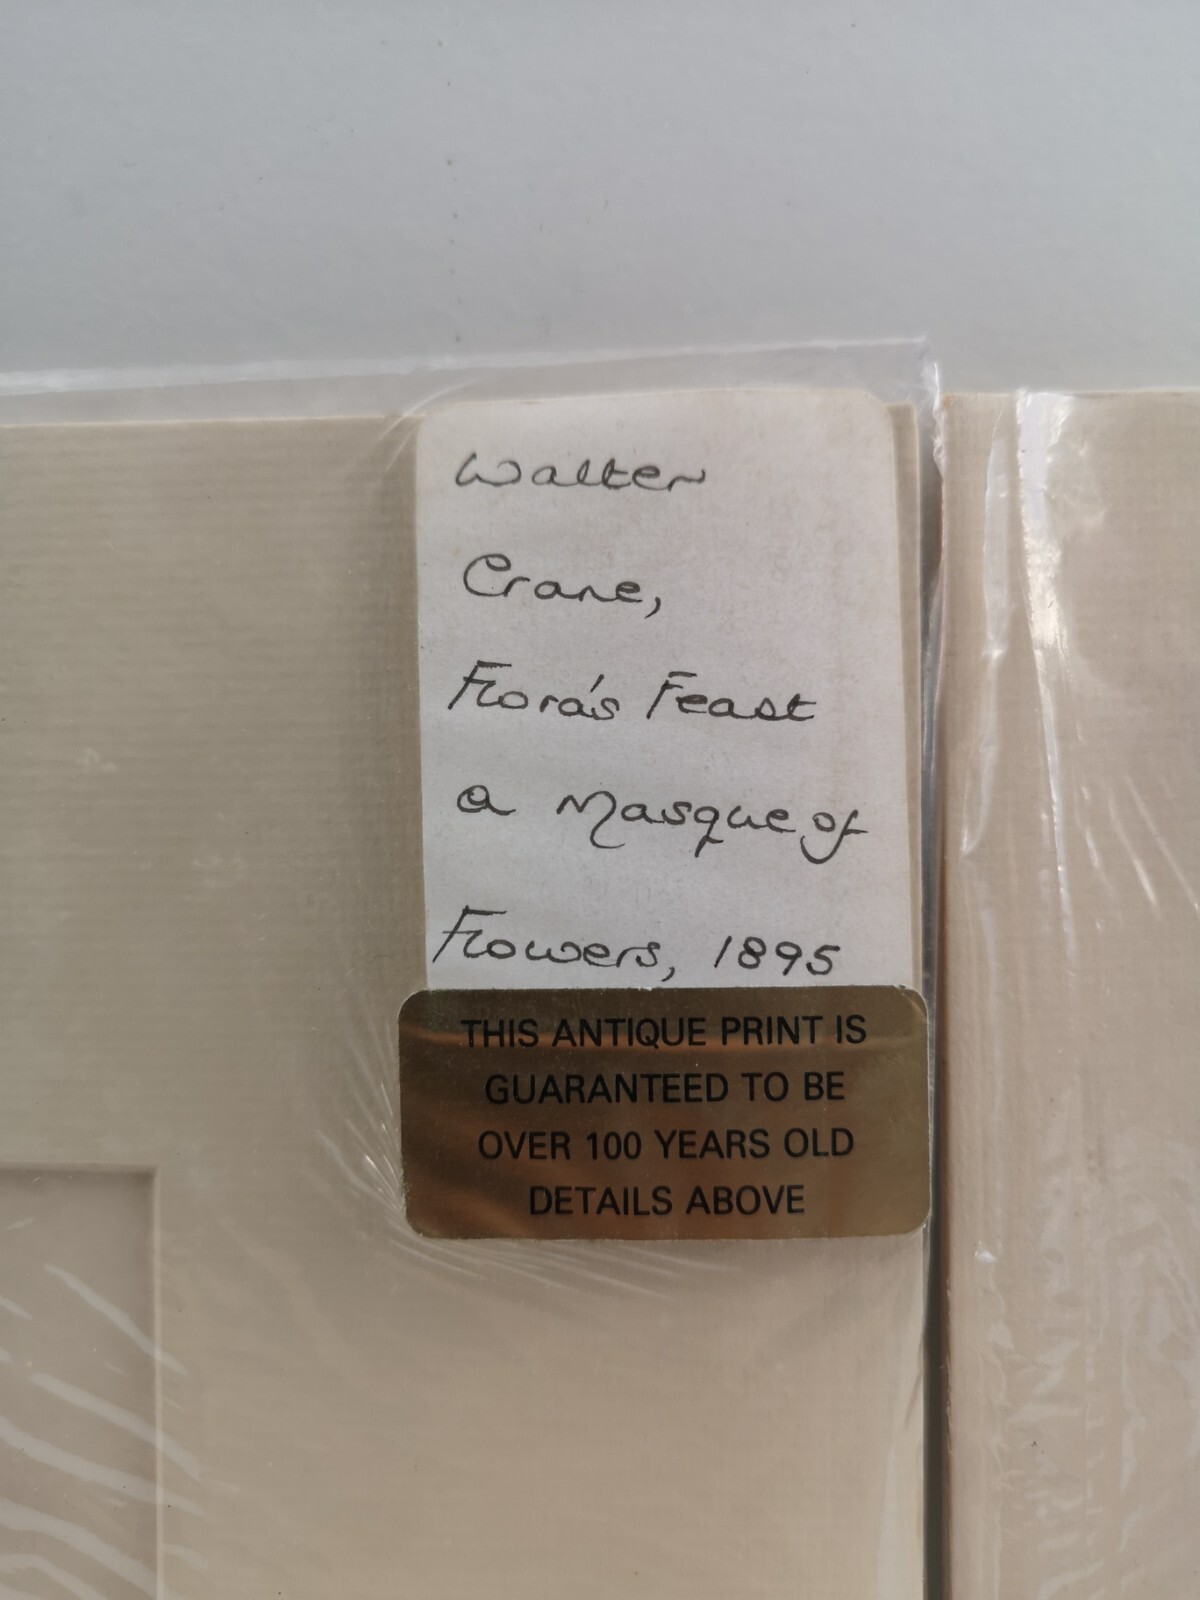 Walter
Crane,
Flora's Feast
a Masque of
Flowers, 1895
THIS ANTIQUE PRINT IS
GUARANTEED TO BE
OVER 100 YEARS OLD
DETAILS ABOVE